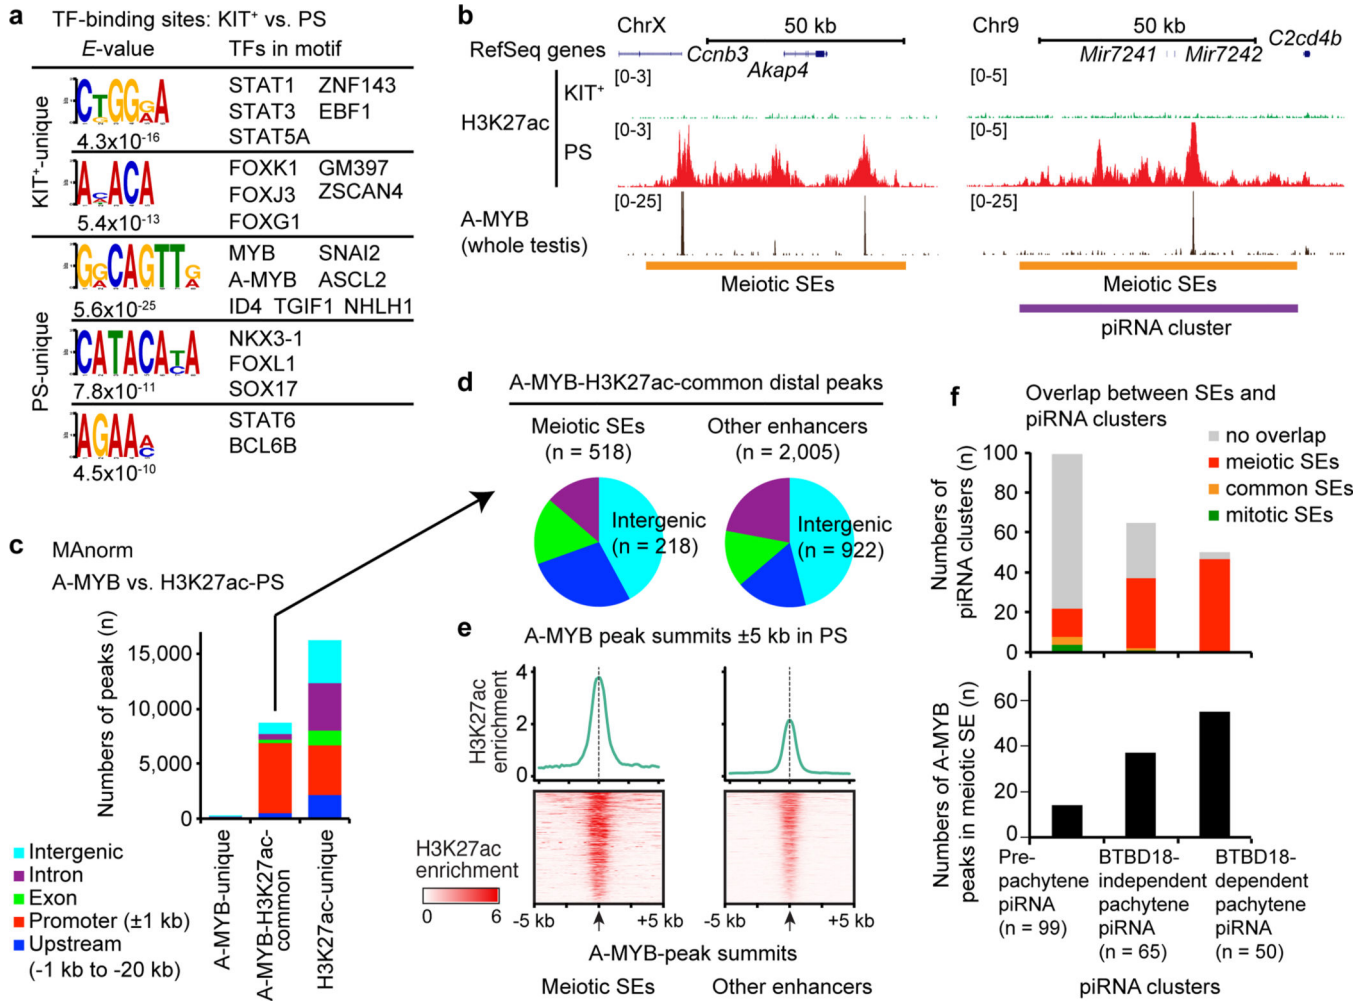 a
TF-binding sites: KIT⁺ vs. PS
E-value TFs in motif
KIT⁺-unique
STAT1 ZNF143
STAT3 EBF1
STAT5A
4.3x10⁻¹⁶
FOXK1 GM397
FOXJ3 ZSCAN4
FOXG1
5.4x10⁻¹³
PS-unique
MYB SNAI2
A-MYB ASCL2
ID4 TGIF1 NHLH1
5.6x10⁻²⁵
NKX3-1
FOXL1
SOX17
7.8x10⁻¹¹
STAT6
BCL6B
4.5x10⁻¹⁰
b
ChrX 50 kb
RefSeq genes
Ccnb3
Akap4
Chr9 50 kb
Mir7241 Mir7242 C2cd4b
H3K27ac
KIT⁺
[0-3] [0-5]
PS
[0-3] [0-5]
A-MYB
(whole testis)
[0-25] [0-25]
Meiotic SEs Meiotic SEs
piRNA cluster
c
MAnorm
A-MYB vs. H3K27ac-PS
Numbers of peaks (n)
15,000
10,000
5,000
0
A-MYB-unique
A-MYB-H3K27ac-
common
H3K27ac-unique
Intergenic
Intron
Exon
Promoter (±1 kb)
Upstream
(-1 kb to -20 kb)
d
A-MYB-H3K27ac-common distal peaks
Meiotic SEs
(n = 518)
Intergenic
(n = 218)
Other enhancers
(n = 2,005)
Intergenic
(n = 922)
e
A-MYB peak summits ±5 kb in PS
H3K27ac
enrichment
4
2
0
H3K27ac
enrichment
0 6
-5 kb +5 kb -5 kb +5 kb
A-MYB-peak summits
Meiotic SEs Other enhancers
f
Overlap between SEs and
piRNA clusters
no overlap
meiotic SEs
common SEs
mitotic SEs
Numbers of
piRNA clusters (n)
100
80
60
40
20
0
Numbers of A-MYB
peaks in meiotic SE (n)
60
40
20
0
Pre-
pachytene
piRNA
(n = 99)
BTBD18-
independent
pachytene
piRNA
(n = 65)
BTBD18-
dependent
pachytene
piRNA
(n = 50)
piRNA clusters